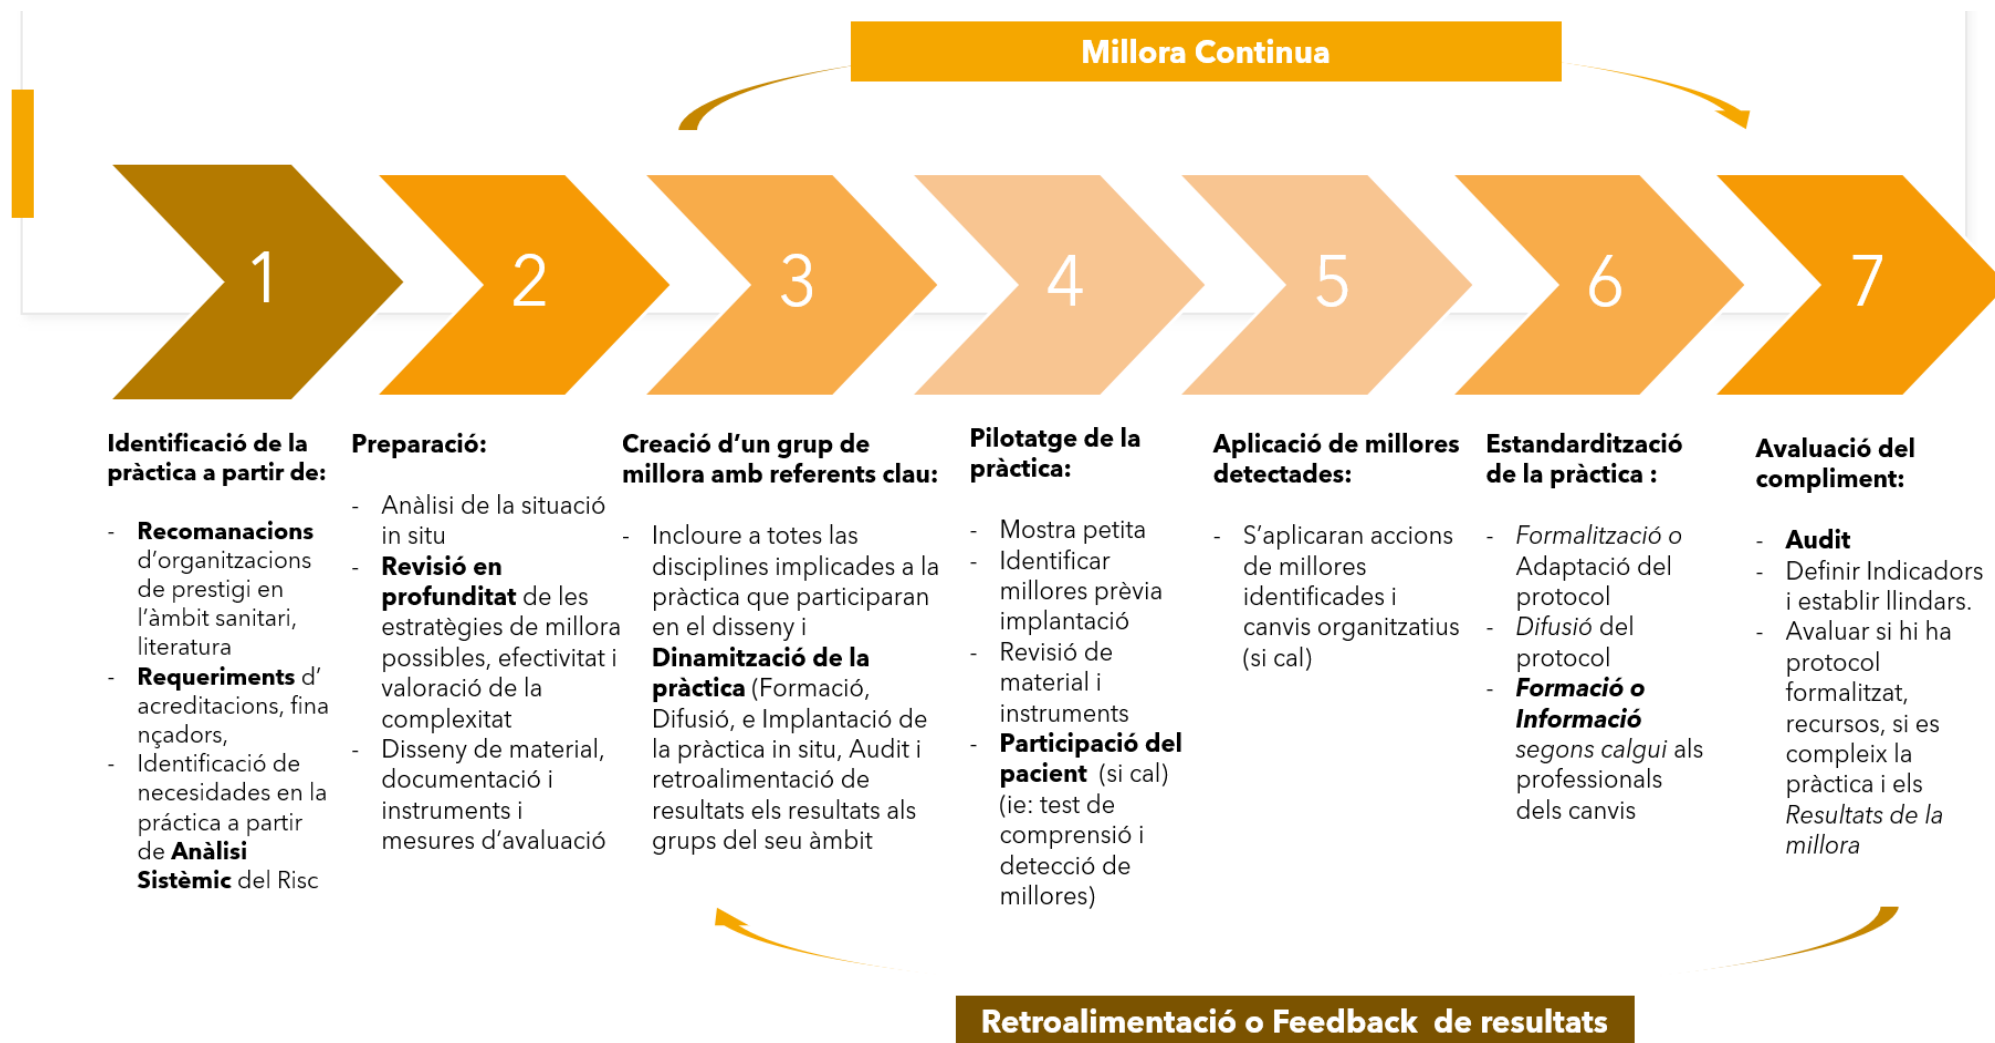 Millora Continua
1
2
3
4
5
6
7
Identificació de la
pràctica a partir de:
- Recomanacions
d'organitzacions
de prestigi en
l'àmbit sanitari,
literatura
- Requeriments d'
acreditacions, fina
nçadors,
- Identificació de
necesidades en la
práctica a partir
de Anàlisi
Sistèmic del Risc
Preparació:
- Anàlisi de la situació
in situ
- Revisió en
profunditat de les
estratègies de millora
possibles, efectivitat i
valoració de la
complexitat
- Disseny de material,
documentació i
instruments i
mesures d'avaluació
Creació d'un grup de
millora amb referents clau:
- Incloure a totes las
disciplines implicades a la
pràctica que participaran
en el disseny i
Dinamització de la
pràctica (Formació,
Difusió, e Implantació de
la pràctica in situ, Audit i
retroalimentació de
resultats els resultats als
grups del seu àmbit
Pilotatge de la
pràctica:
- Mostra petita
- Identificar
millores prèvia
implantació
- Revisió de
material i
instruments
- Participació del
pacient (si cal)
(ie: test de
comprensió i
detecció de
millores)
Aplicació de millores
detectades:
- S'aplicaran accions
de millores
identificades i
canvis organitzatius
(si cal)
Estandardització
de la pràctica :
- Formalització o
Adaptació del
protocol
- Difusió del
protocol
- Formació o
Informació
segons calgui als
professionals
dels canvis
Avaluació del
compliment:
- Audit
- Definir Indicadors
i establir llindars.
- Avaluar si hi ha
protocol
formalitzat,
recursos, si es
compleix la
pràctica i els
Resultats de la
millora
Retroalimentació o Feedback de resultats